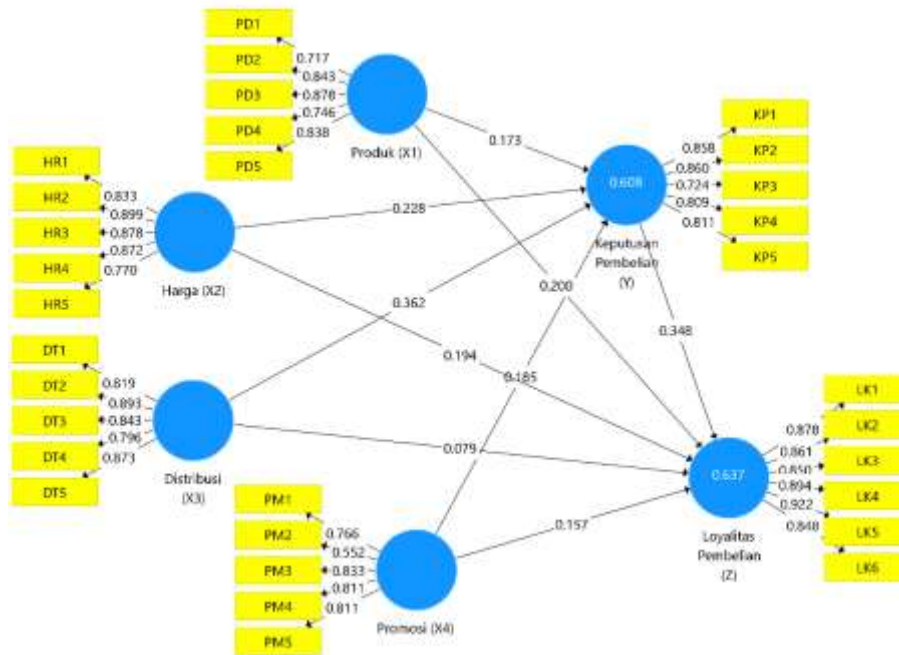 PD1
PD2
PD3
PD4
PD5
0.717
0.843
0.878
0.746
0.838
Produk (X1)
HR1
HR2
HR3
HR4
HR5
0.833
0.899
0.878
0.872
0.770
Harga (X2)
DT1
DT2
DT3
DT4
DT5
0.819
0.893
0.843
0.796
0.873
Distribusi
(X3)
PM1
PM2
PM3
PM4
PM5
0.766
0.552
0.833
0.811
0.811
Promosi (X4)
0.173
0.228
0.362
0.185
0.200
0.194
0.079
0.157
0.348
0.608
Keputusan
Pembelian
(Y)
0.858
0.860
0.724
0.809
0.811
KP1
KP2
KP3
KP4
KP5
0.637
Loyalitas
Pembelian
(Z)
0.878
0.861
0.850
0.894
0.922
0.848
LK1
LK2
LK3
LK4
LK5
LK6